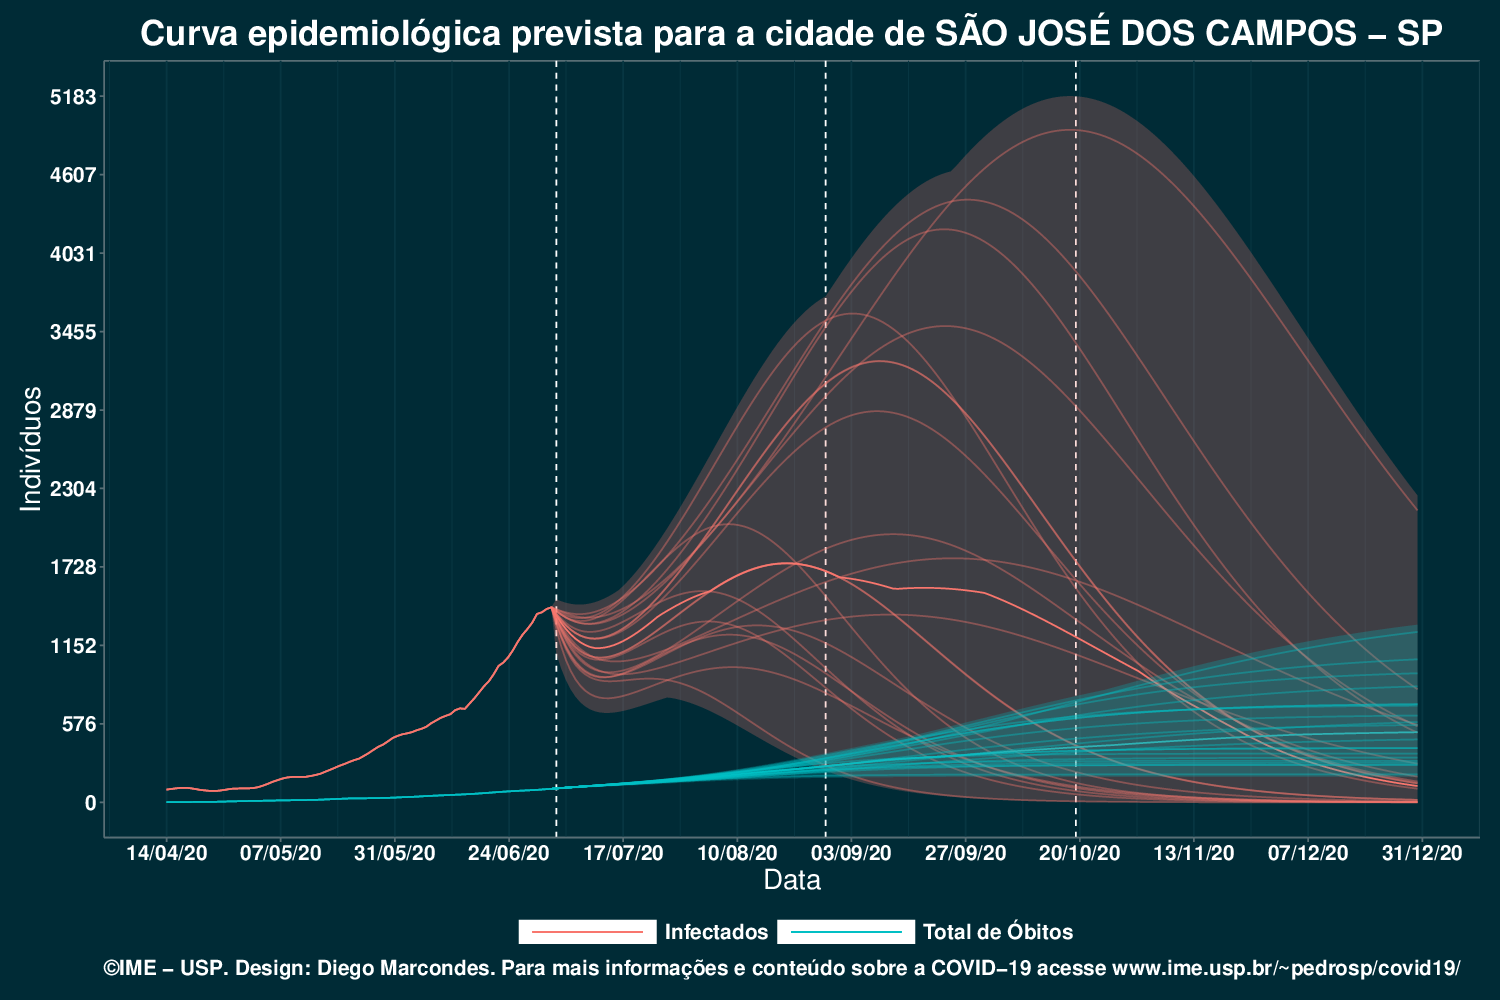 Curva epidemiológica prevista para a cidade de SÃO JOSÉ DOS CAMPOS – SP
5183
4607
4031
3455
2879
2304
1728
1152
576
0
Indivíduos
14/04/20 07/05/20 31/05/20 24/06/20 17/07/20 10/08/20 03/09/20 27/09/20 20/10/20 13/11/20 07/12/20 31/12/20
Data
Infectados Total de Óbitos
©IME – USP. Design: Diego Marcondes. Para mais informações e conteúdo sobre a COVID–19 acesse www.ime.usp.br/~pedrosp/covid19/